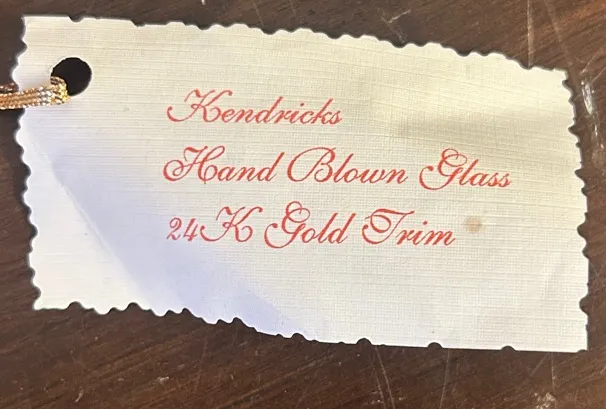 Kendricks
Hand Blown Glass
24K Gold Trim